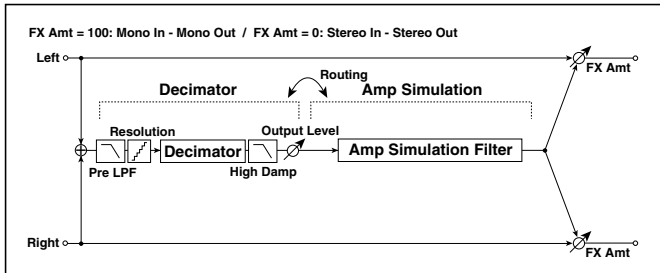 FX Amt = 100: Mono In - Mono Out / FX Amt = 0: Stereo In - Stereo Out
Left
FX Amt
Routing
Decimator
Amp Simulation
Resolution
Output Level
Decimator
Amp Simulation Filter
Pre LPF
High Damp
Right
FX Amt